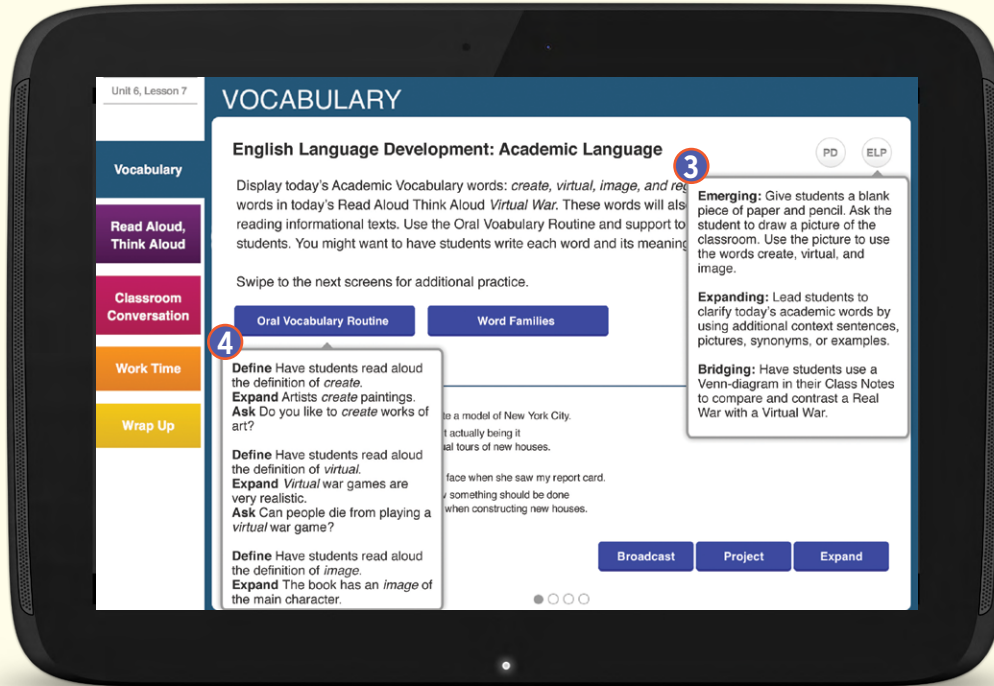 Unit 6, Lesson 7
VOCABULARY
Vocabulary
Read Aloud,
Think Aloud
Classroom
Conversation
Work Time
Wrap Up
English Language Development: Academic Language
PD
ELP
Display today's Academic Vocabulary words: create, virtual, image, and
words in today's Read Aloud Think Aloud Virtual War. These words will
reading informational texts. Use the Oral Voabulary Routine and support to
students. You might want to have students write each word and its meaning
Swipe to the next screens for additional practice.
Oral Vocabulary Routine
Word Families
3
Emerging: Give students a blank
piece of paper and pencil. Ask the
student to draw a picture of the
classroom. Use the picture to use
the words create, virtual, and
image.
Expanding: Lead students to
clarify today's academic words by
using additional context sentences,
pictures, synonyms, or examples.
Bridging: Have students use a
Venn-diagram in their Class Notes
to compare and contrast a Real
War with a Virtual War.
4
Define Have students read aloud
the definition of create.
Expand Artists create paintings.
Ask Do you like to create works of
art?
Define Have students read aloud
the definition of virtual.
Expand Virtual war games are
very realistic.
Ask Can people die from playing a
virtual war game?
Define Have students read aloud
the definition of image.
Expand The book has an image of
the main character.
a model of New York City.
actually being it
tours of new houses.
face when she saw my report card.
something should be done
when constructing new houses.
Broadcast
Project
Expand